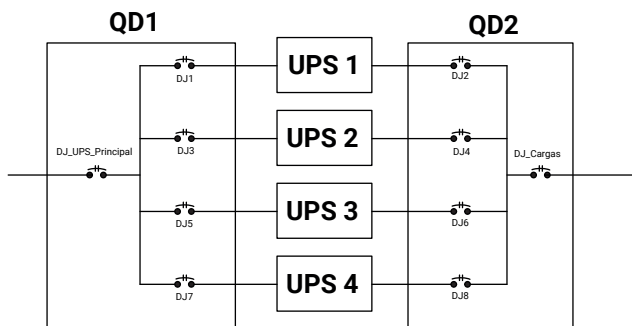 QD1
QD2
UPS 1
DJ1
DJ2
UPS 2
DJ_UPS_Principal
DJ3
DJ4
DJ_Cargas
UPS 3
DJ5
DJ6
UPS 4
DJ7
DJ8